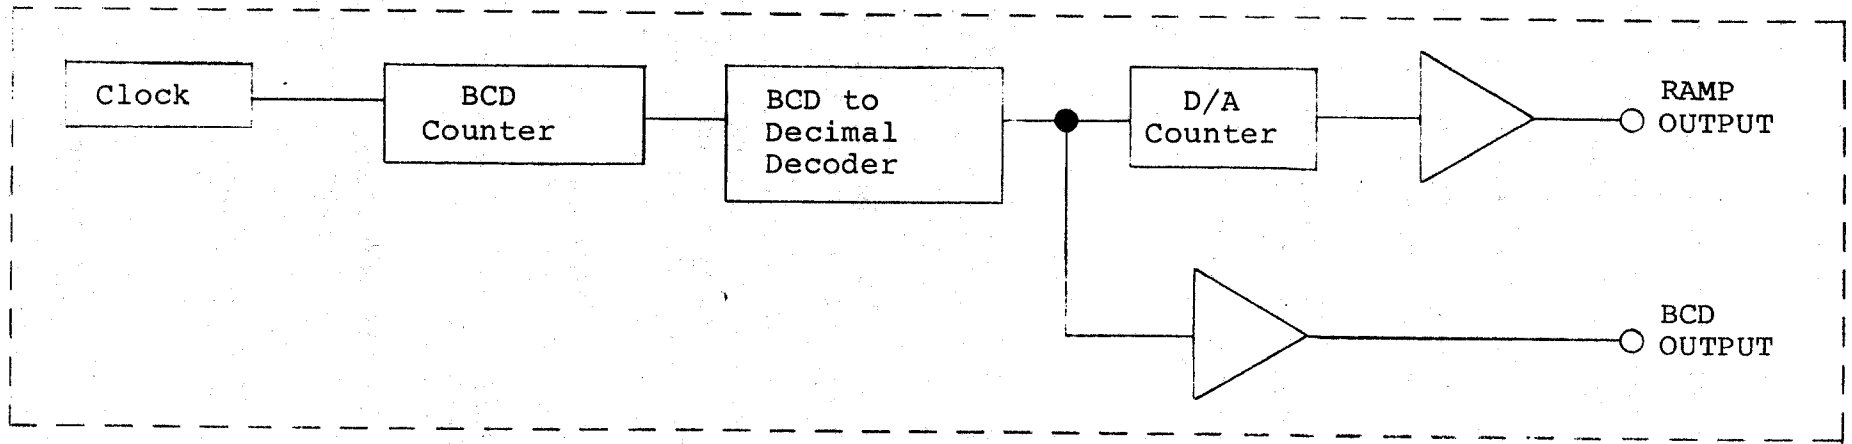 Clock
BCD
Counter
BCD to
Decimal
Decoder
D/A
Counter
RAMP
OUTPUT
BCD
OUTPUT